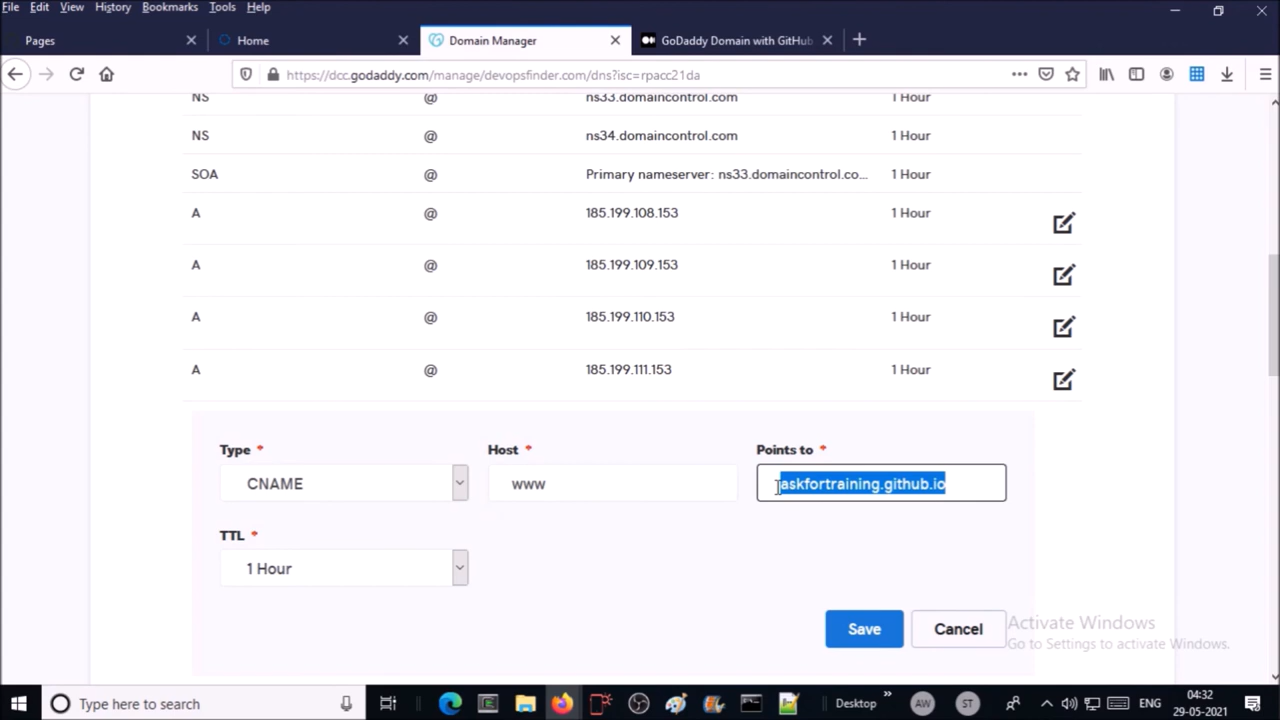 File Edit View History Bookmarks Tools Help
Pages Home Domain Manager GoDaddy Domain with GitHub
https://dcc.godaddy.com/manage/devopsfinder.com/dns?isc=rpacc21da
NS @ ns33.domaincontrol.com 1 Hour
NS @ ns34.domaincontrol.com 1 Hour
SOA @ Primary nameserver: ns33.domaincontrol.co... 1 Hour
A @ 185.199.108.153 1 Hour
A @ 185.199.109.153 1 Hour
A @ 185.199.110.153 1 Hour
A @ 185.199.111.153 1 Hour
Type * Host * Points to *
CNAME www askfortraining.github.io
TTL *
1 Hour
Save Cancel
Activate Windows
Go to Settings to activate Windows.
Type here to search Desktop AW ST ENG 04:32
29-05-2021